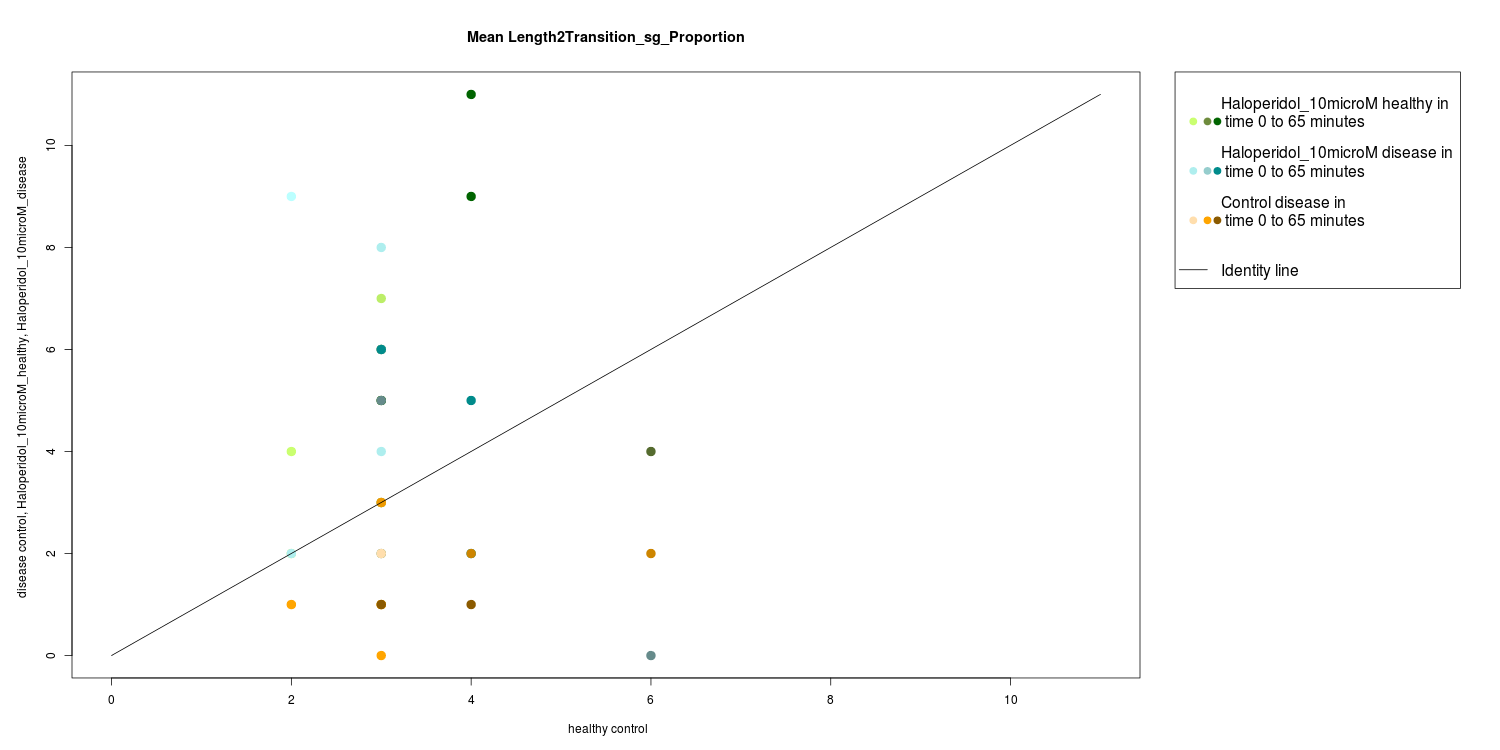 Mean Length2Transition_sg_Proportion
disease control, Haloperidol_10microM_healthy, Haloperidol_10microM_disease
10
8
6
4
2
0
0 2 4 6 8 10
healthy control
Haloperidol_10microM healthy in
time 0 to 65 minutes
Haloperidol_10microM disease in
time 0 to 65 minutes
Control disease in
time 0 to 65 minutes
Identity line